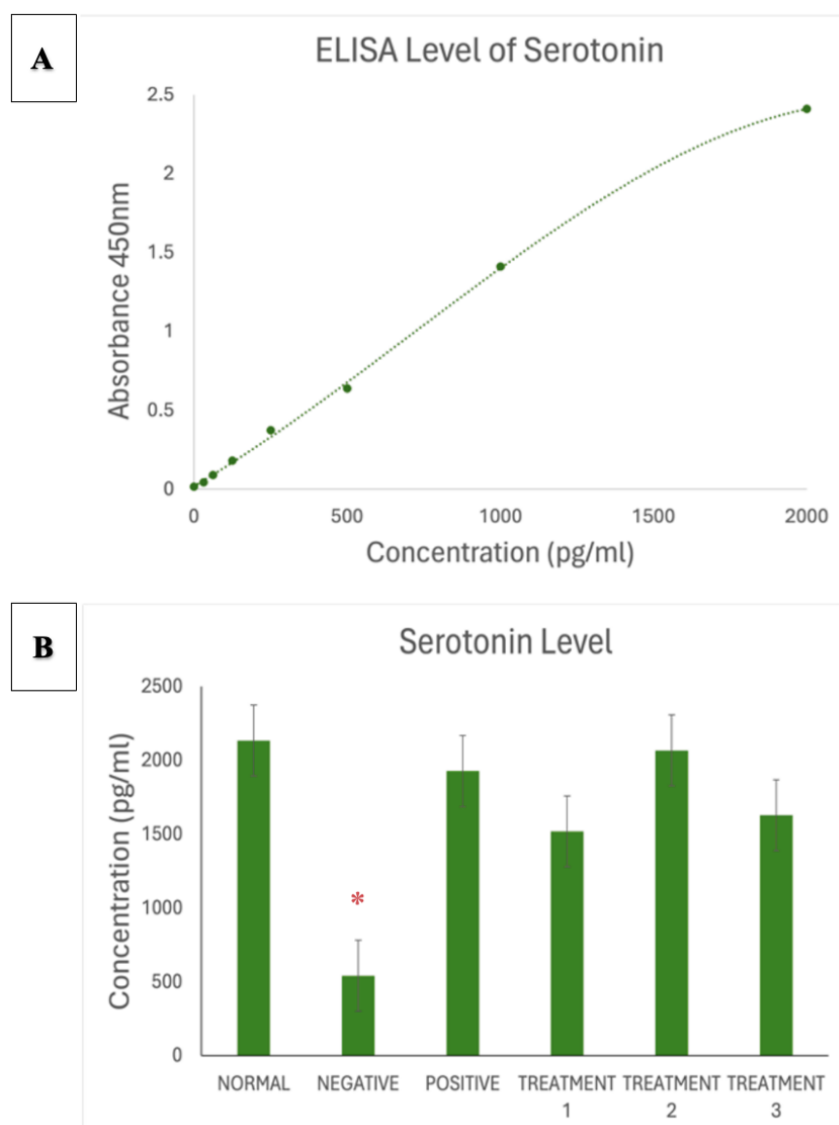 A
ELISA Level of Serotonin
Absorbance 450nm
2.5
2
1.5
1
0.5
0
0 500 1000 1500 2000
Concentration (pg/ml)
B
Serotonin Level
Concentration (pg/ml)
2500
2000
1500
1000
500
0
*
NORMAL NEGATIVE POSITIVE TREATMENT TREATMENT TREATMENT
1 2 3